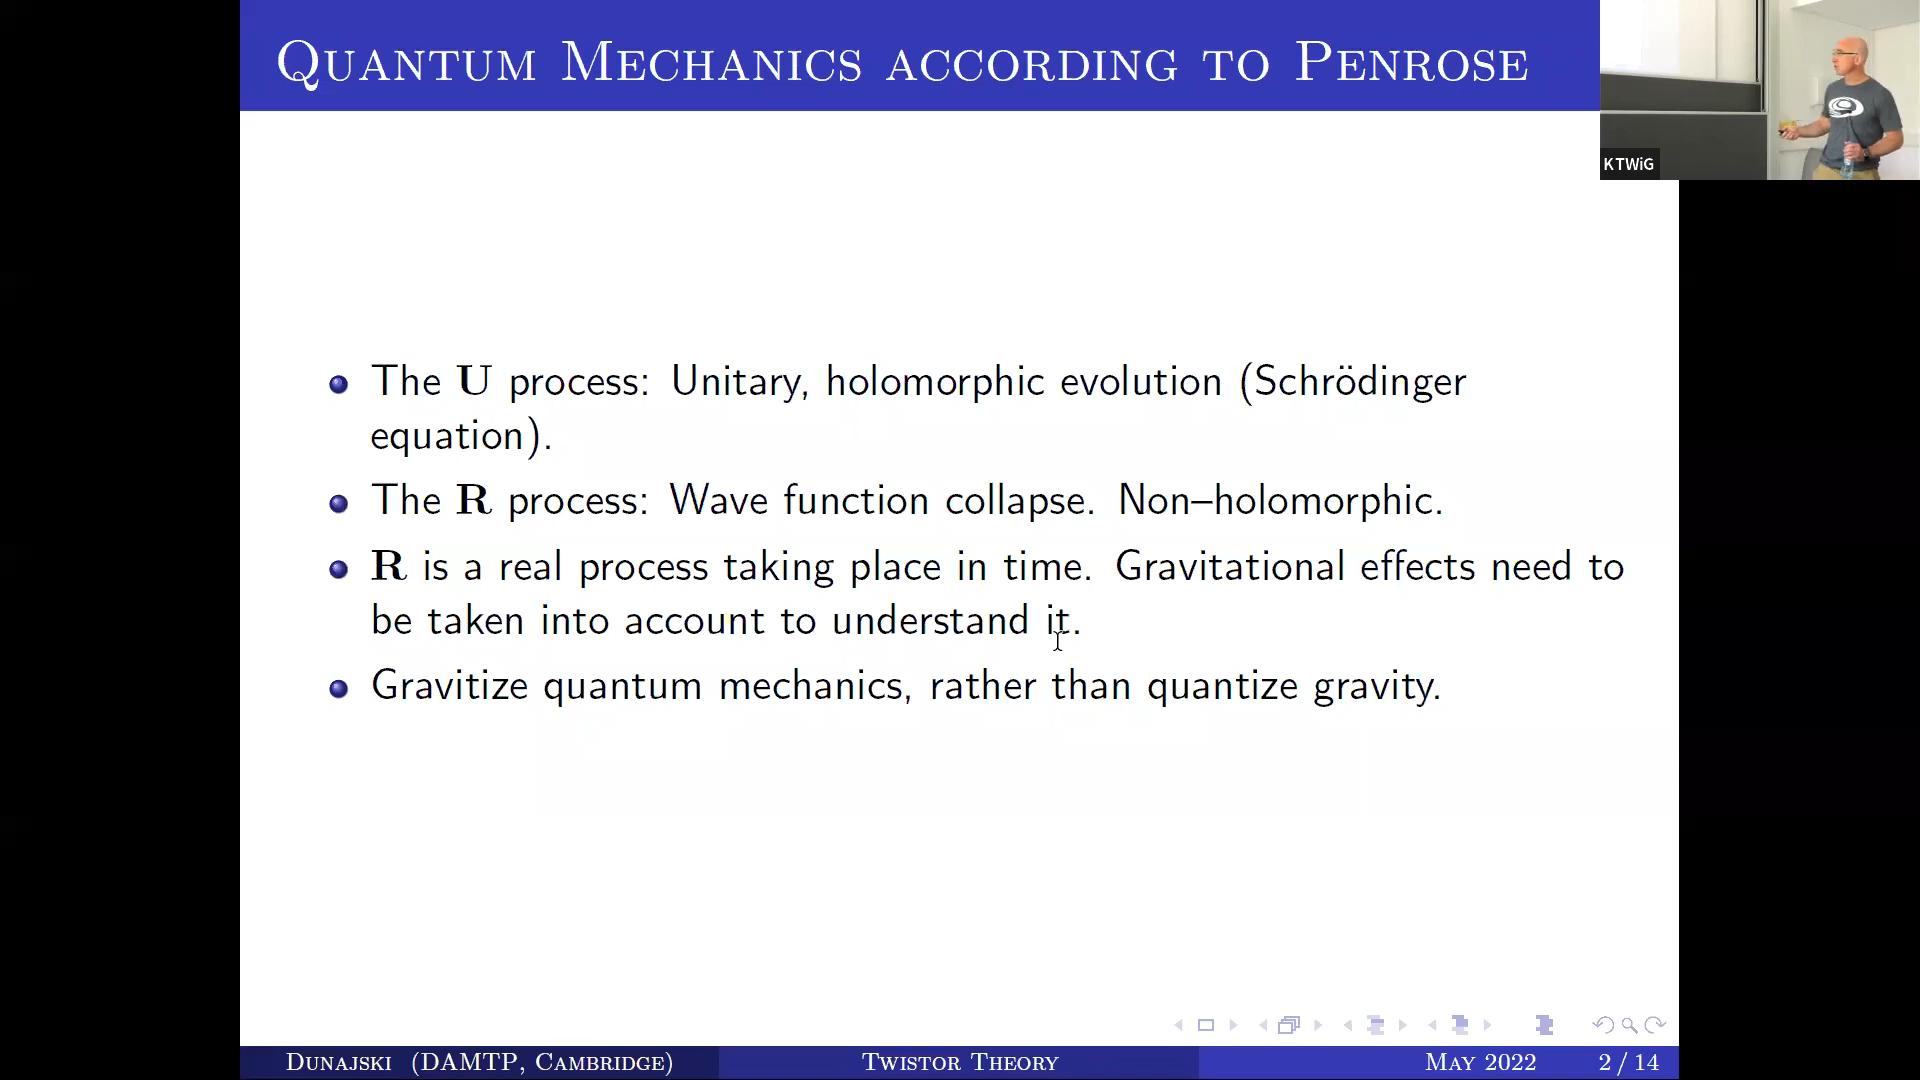 Quantum Mechanics according to Penrose
KTWiG
The U process: Unitary, holomorphic evolution (Schrödinger
equation).
The R process: Wave function collapse. Non–holomorphic.
R is a real process taking place in time. Gravitational effects need to
be taken into account to understand it.
Gravitize quantum mechanics, rather than quantize gravity.
Dunajski (DAMTP, Cambridge)
Twistor Theory
May 2022
2 / 14